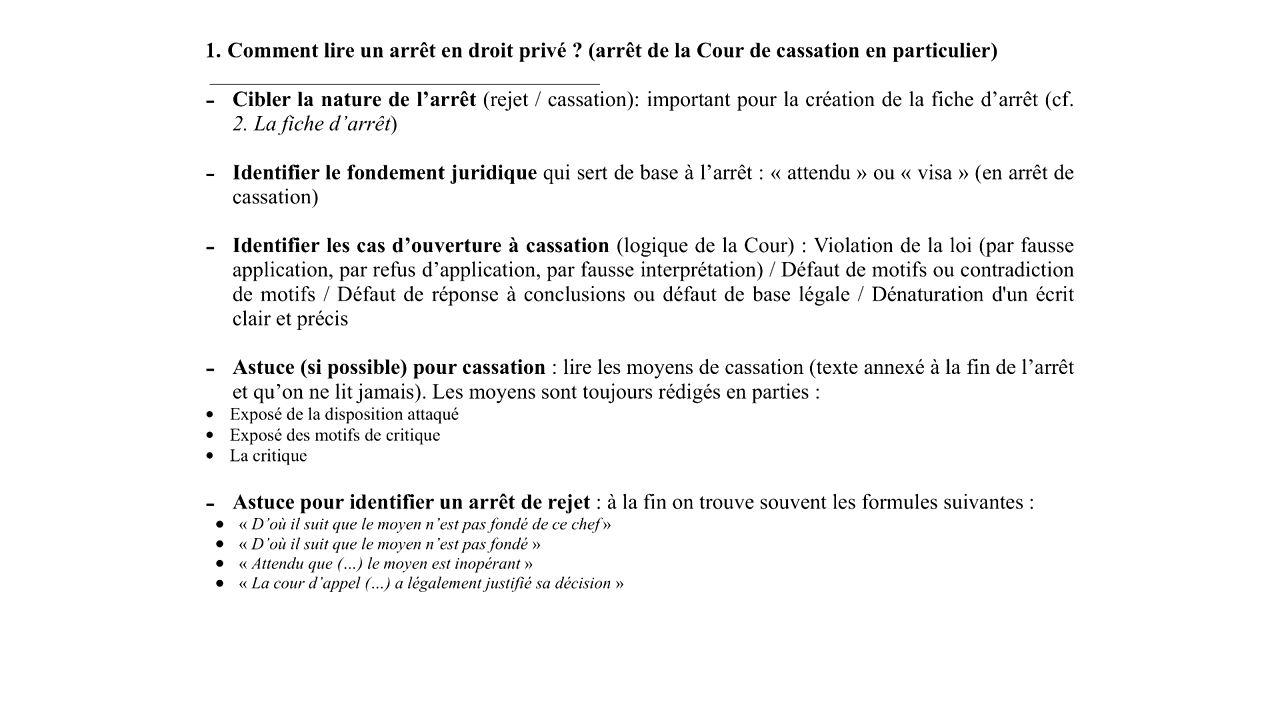 1. Comment lire un arrêt en droit privé ? (arrêt de la Cour de cassation en particulier)
- Cibler la nature de l’arrêt (rejet / cassation): important pour la création de la fiche d’arrêt (cf.
2. La fiche d’arrêt)
- Identifier le fondement juridique qui sert de base à l’arrêt : « attendu » ou « visa » (en arrêt de
cassation)
- Identifier les cas d’ouverture à cassation (logique de la Cour) : Violation de la loi (par fausse
application, par refus d’application, par fausse interprétation) / Défaut de motifs ou contradiction
de motifs / Défaut de réponse à conclusions ou défaut de base légale / Dénaturation d'un écrit
clair et précis
- Astuce (si possible) pour cassation : lire les moyens de cassation (texte annexé à la fin de l’arrêt
et qu’on ne lit jamais). Les moyens sont toujours rédigés en parties :
• Exposé de la disposition attaqué
• Exposé des motifs de critique
• La critique
- Astuce pour identifier un arrêt de rejet : à la fin on trouve souvent les formules suivantes :
• « D’où il suit que le moyen n’est pas fondé de ce chef »
• « D’où il suit que le moyen n’est pas fondé »
• « Attendu que (…) le moyen est inopérant »
• « La cour d’appel (…) a légalement justifié sa décision »